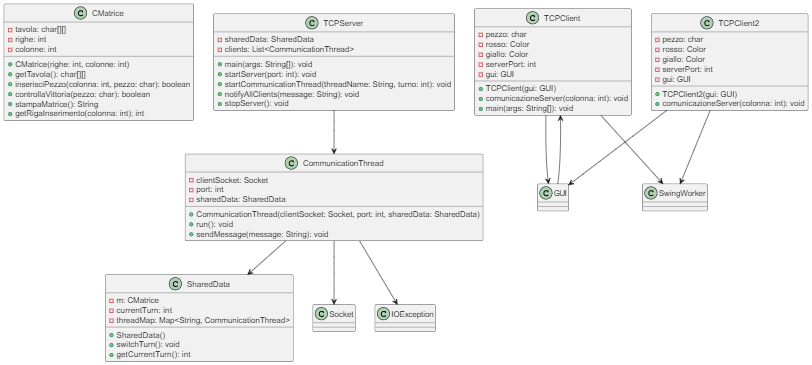 CMatrice
tavola: char[][]
righe: int
colonne: int
CMatrice(righe: int, colonne: int)
getTavola(): char[][]
inserisciPezzo(colonna: int, pezzo: char): boolean
controllaVittoria(pezzo: char): boolean
stampaMatrice(): String
getRigaInserimento(colonna: int): int
TCPServer
sharedData: SharedData
clients: List<CommunicationThread>
main(args: String[]): void
startServer(port: int): void
startCommunicationThread(threadName: String, turno: int): void
notifyAllClients(message: String): void
stopServer(): void
TCPClient
pezzo: char
rosso: Color
giallo: Color
serverPort: int
gui: GUI
TCPClient(gui: GUI)
comunicazioneServer(colonna: int): void
main(args: String[]): void
TCPClient2
pezzo: char
rosso: Color
giallo: Color
serverPort: int
gui: GUI
TCPClient2(gui: GUI)
comunicazioneServer(colonna: int): void
CommunicationThread
clientSocket: Socket
port: int
sharedData: SharedData
CommunicationThread(clientSocket: Socket, port: int, sharedData: SharedData)
run(): void
sendMessage(message: String): void
GUI
SwingWorker
SharedData
m: CMatrice
currentTurn: int
threadMap: Map<String, CommunicationThread>
SharedData()
switchTurn(): void
getCurrentTurn(): int
Socket
IOException